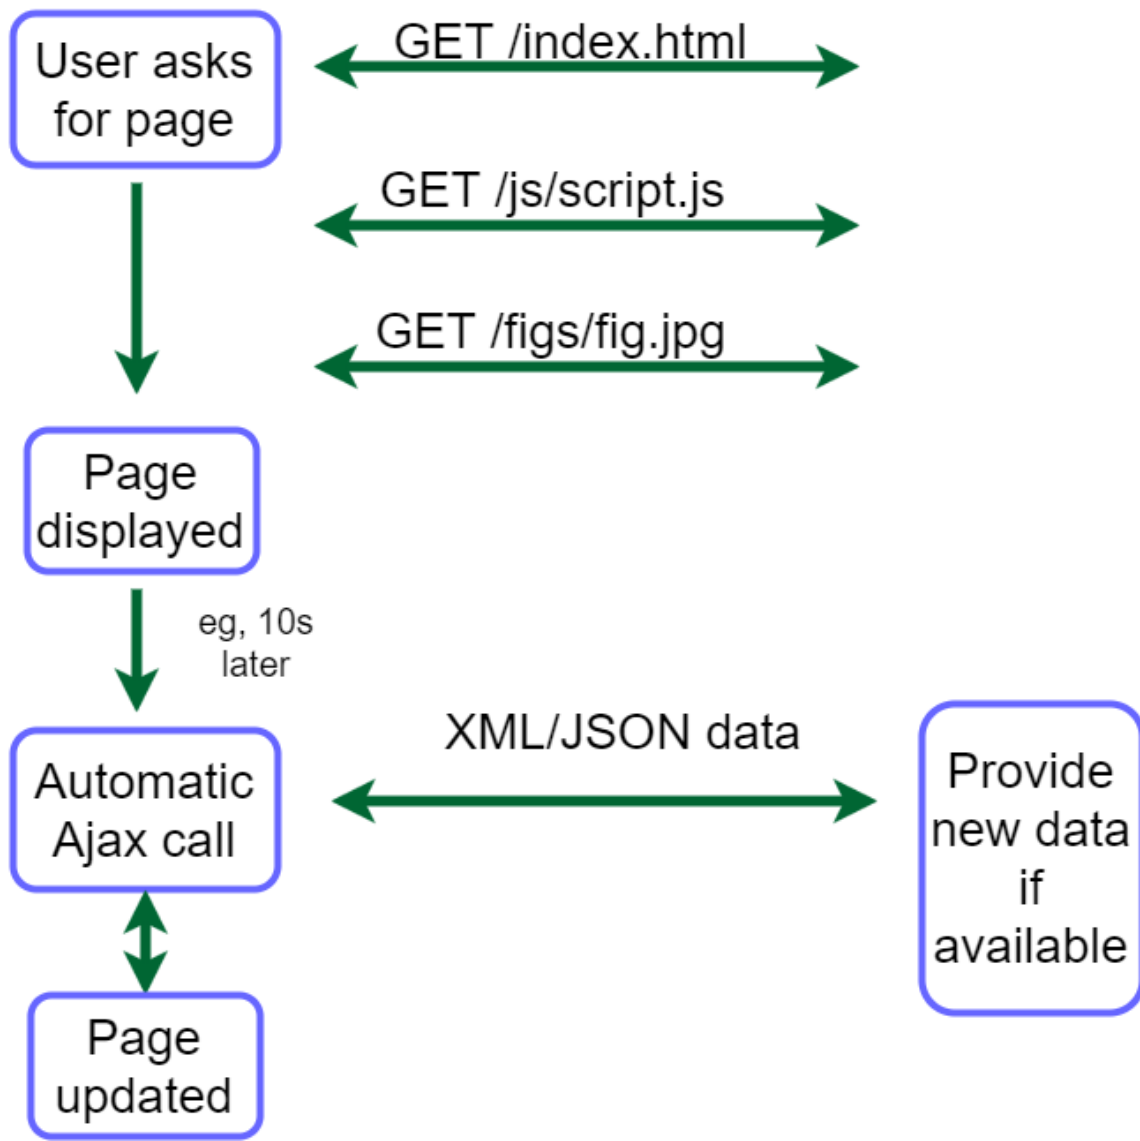 User asks
for page
GET /index.html
GET /js/script.js
GET /figs/fig.jpg
Page
displayed
eg, 10s
later
Automatic
Ajax call
XML/JSON data
Provide
new data
if
available
Page
updated